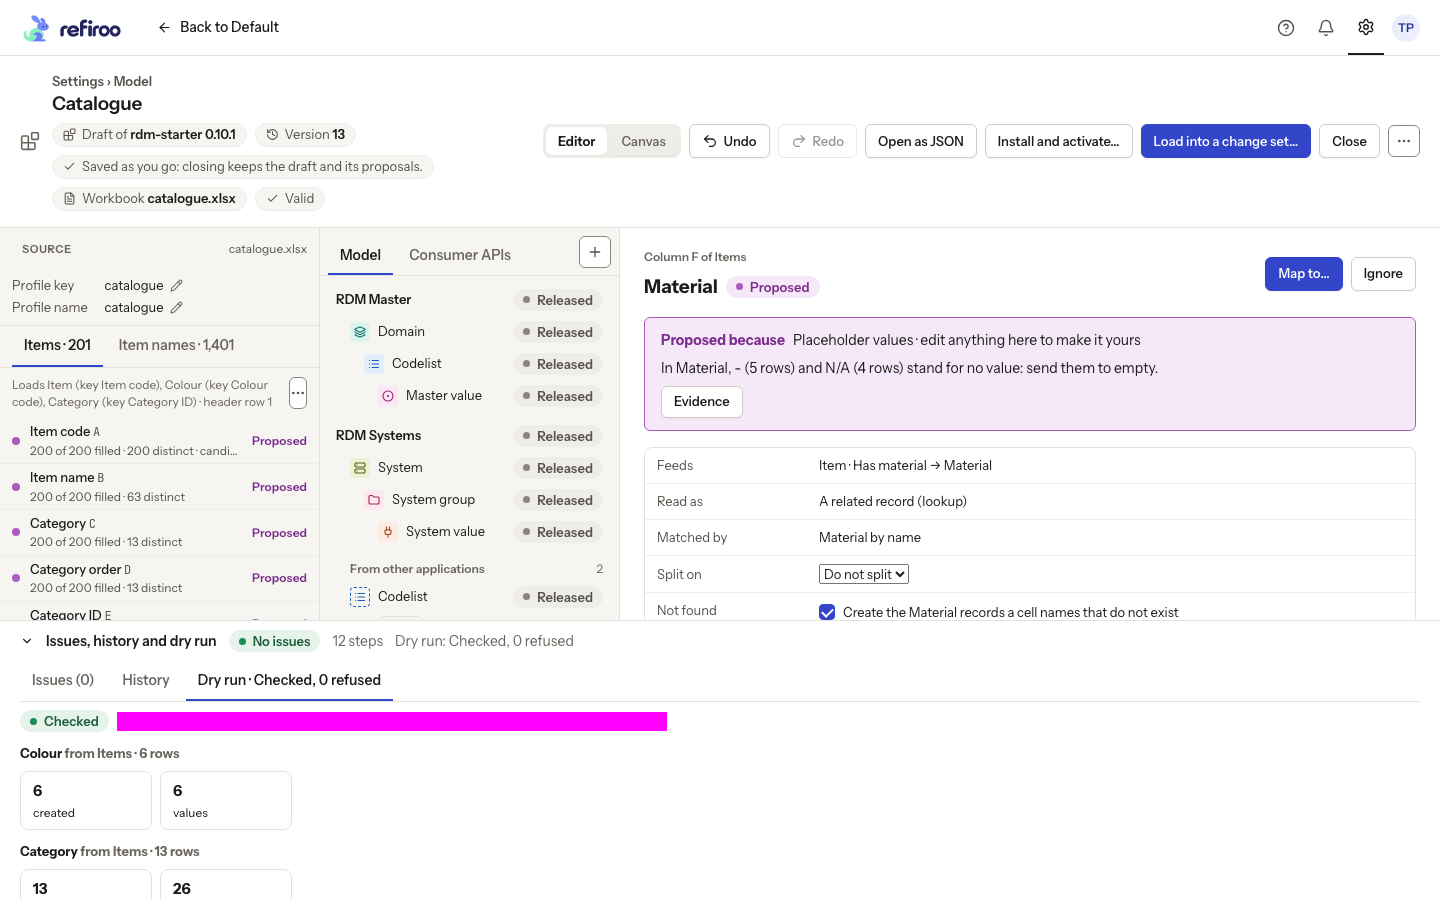 refiroo
Back to Default
TP
Settings › Model
Catalogue
Draft of rdm-starter 0.10.1
Version 13
Saved as you go: closing keeps the draft and its proposals.
Workbook catalogue.xlsx
Valid
Editor
Canvas
Undo
Redo
Open as JSON
Install and activate...
Load into a change set...
Close
SOURCE
catalogue.xlsx
Profile key
catalogue
Profile name
catalogue
Items · 201
Item names · 1,401
Loads Item (key Item code), Colour (key Colour
code), Category (key Category ID) · header row 1
Item code A
200 of 200 filled · 200 distinct · candi...
Proposed
Item name B
200 of 200 filled · 63 distinct
Proposed
Category C
200 of 200 filled · 13 distinct
Proposed
Category order D
200 of 200 filled · 13 distinct
Proposed
Category ID E
Model
Consumer APIs
RDM Master
Released
Domain
Released
Codelist
Released
Master value
Released
RDM Systems
Released
System
Released
System group
Released
System value
Released
From other applications
2
Codelist
Released
Column F of Items
Material
Proposed
Map to...
Ignore
Proposed because Placeholder values · edit anything here to make it yours
In Material, - (5 rows) and N/A (4 rows) stand for no value: send them to empty.
Evidence
Feeds
Item · Has material → Material
Read as
A related record (lookup)
Matched by
Material by name
Split on
Do not split
Not found
Create the Material records a cell names that do not exist
Issues, history and dry run
No issues
12 steps
Dry run: Checked, 0 refused
Issues (0)
History
Dry run · Checked, 0 refused
Checked
Colour from Items · 6 rows
6
created
6
values
Category from Items · 13 rows
13
26